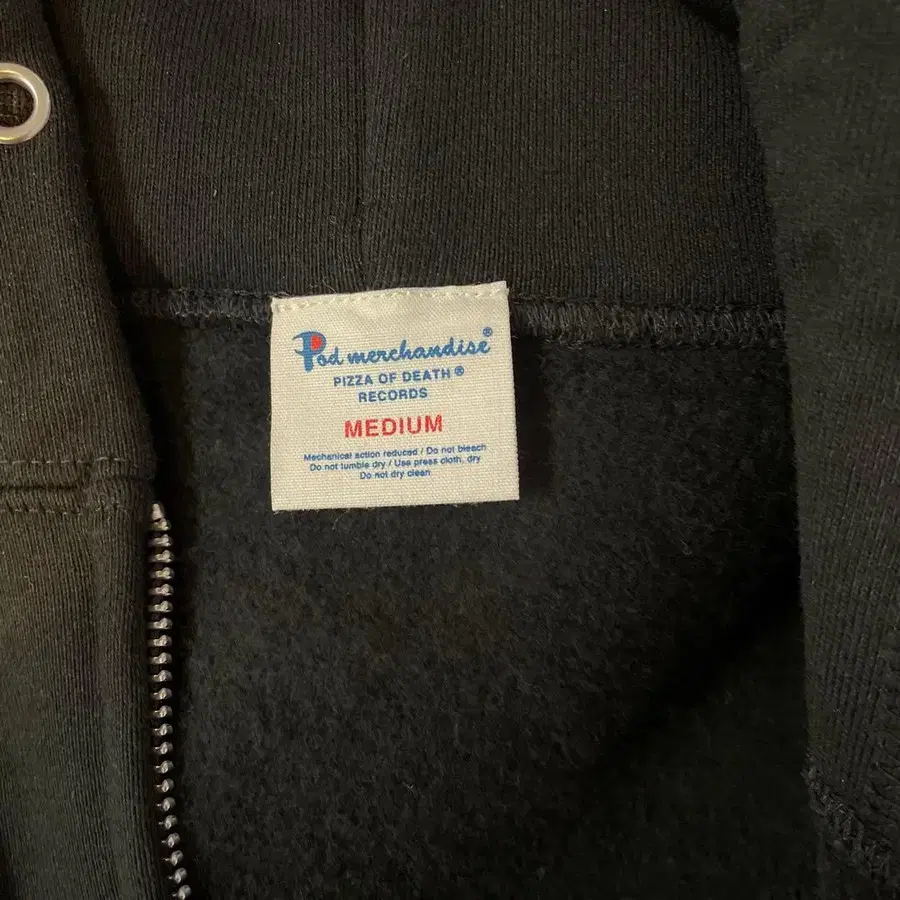 Pod merchandise®
PIZZA OF DEATH®
RECORDS
MEDIUM
Mechanical action reduced / Do not bleach
Do not tumble dry / Use press cloth, dry
Do not dry clean